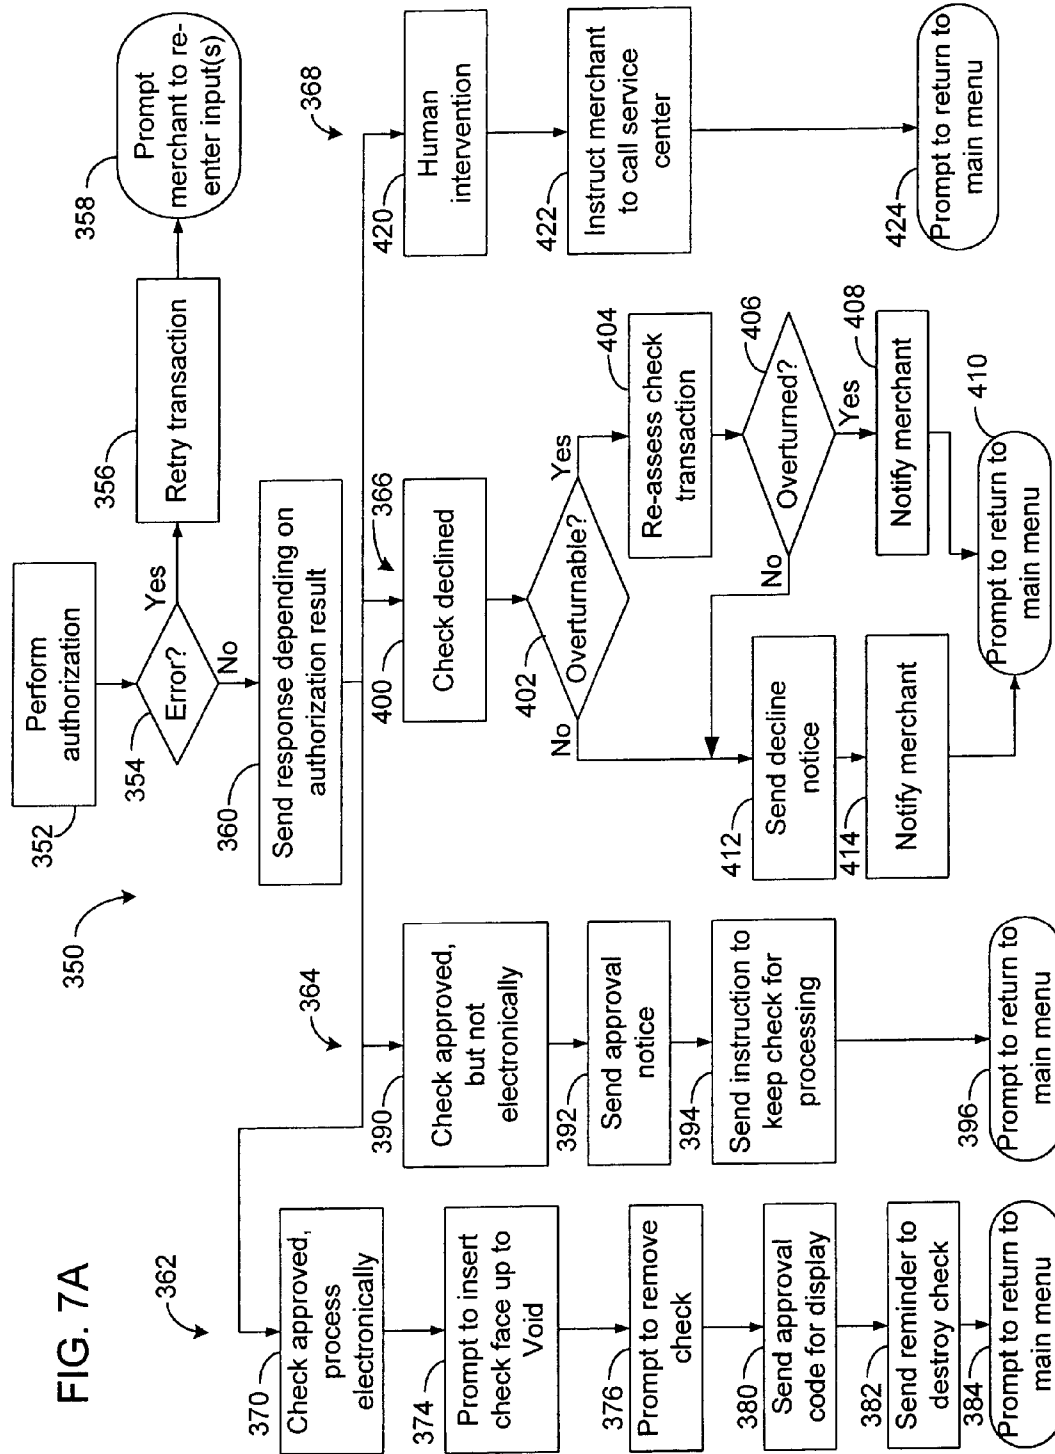 FIG. 7A
350
352
Perform
authorization
354
Error?
Yes
No
356
Retry transaction
358
Prompt
merchant to re-
enter input(s)
360
Send response depending on
authorization result
362
370
Check approved,
process
electronically
374
Prompt to insert
check face up to
Void
376
Prompt to remove
check
380
Send approval
code for display
382
Send reminder to
destroy check
384
Prompt to return to
main menu
364
390
Check approved,
but not
electronically
392
Send approval
notice
394
Send instruction to
keep check for
processing
396
Prompt to return to
main menu
366
400
Check declined
402
Overturnable?
No
Yes
404
Re-assess check
transaction
406
Overturned?
No
Yes
408
Notify merchant
410
Prompt to return to
main menu
412
Send decline
notice
414
Notify merchant
368
420
Human
intervention
422
Instruct merchant
to call service
center
424
Prompt to return to
main menu